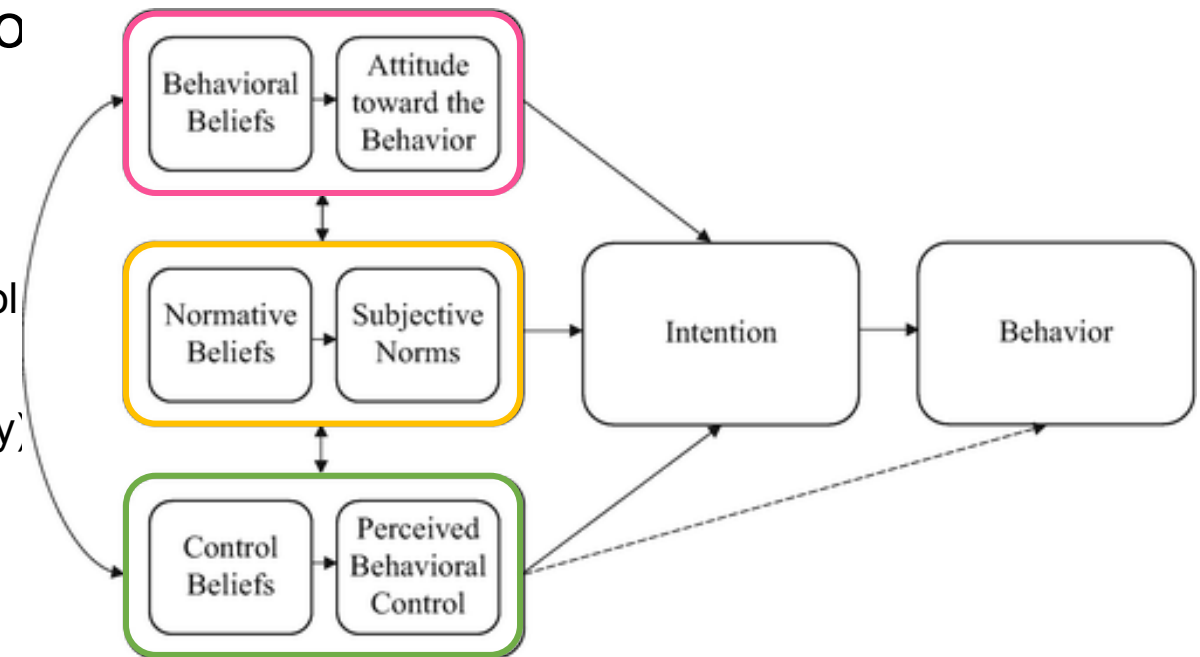 Behavioral
Beliefs
Attitude
toward the
Behavior
Normative
Beliefs
Subjective
Norms
Intention
Behavior
Control
Beliefs
Perceived
Behavioral
Control